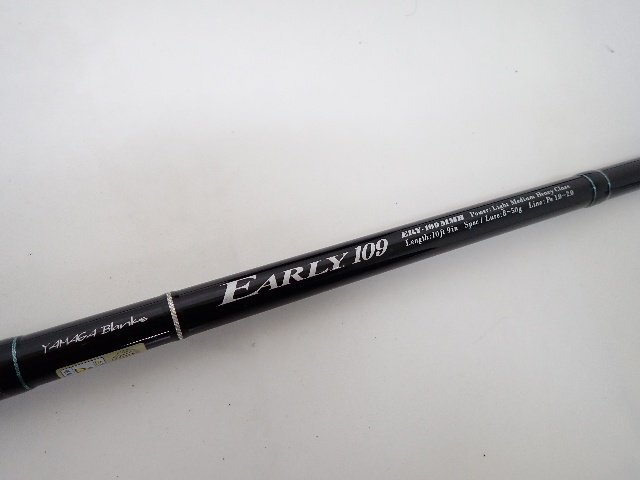 YAMAGA Blanks
EARLY 109
ERY-109MMH Power:Light Medium Heavy Class
Length:10ft 9in Spec / Lure:8~50g Line:Pe 1.0~2.0